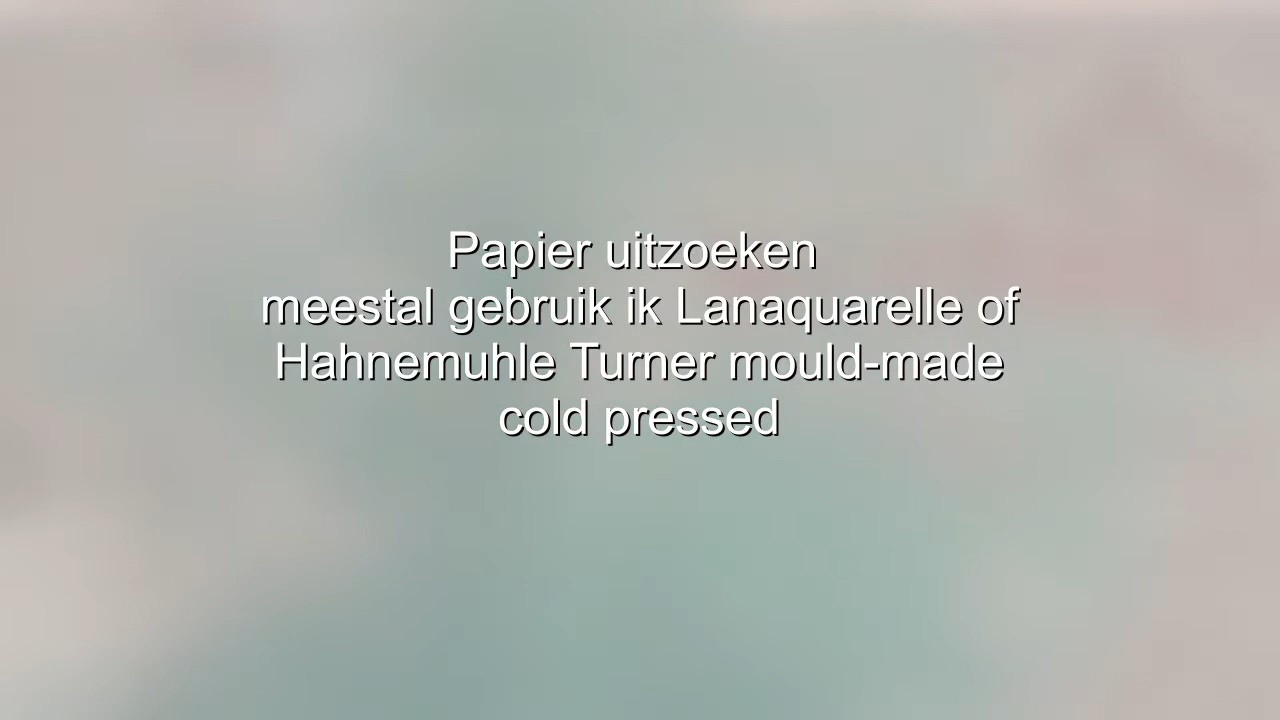 Papier uitzoeken
meestal gebruik ik Lanaquarelle of
Hahnemuhle Turner mould-made
cold pressed